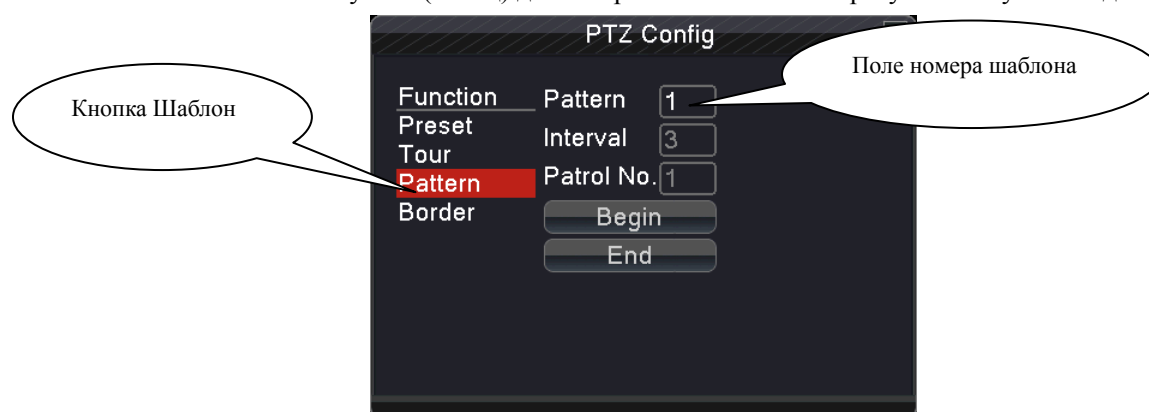 PTZ Config
Поле номера шаблона
Кнопка Шаблон
Function
Pattern 1
Preset
Interval 3
Tour
Pattern
Patrol No. 1
Border
Begin
End